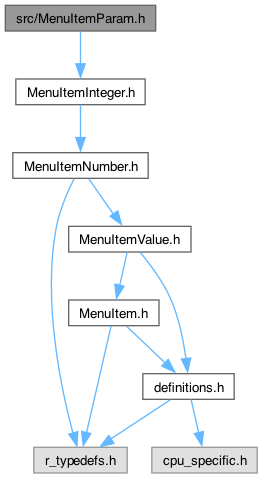 src/MenuItemParam.h
MenuItemInteger.h
MenuItemNumber.h
MenuItemValue.h
MenuItem.h
definitions.h
r_typedefs.h
cpu_specific.h